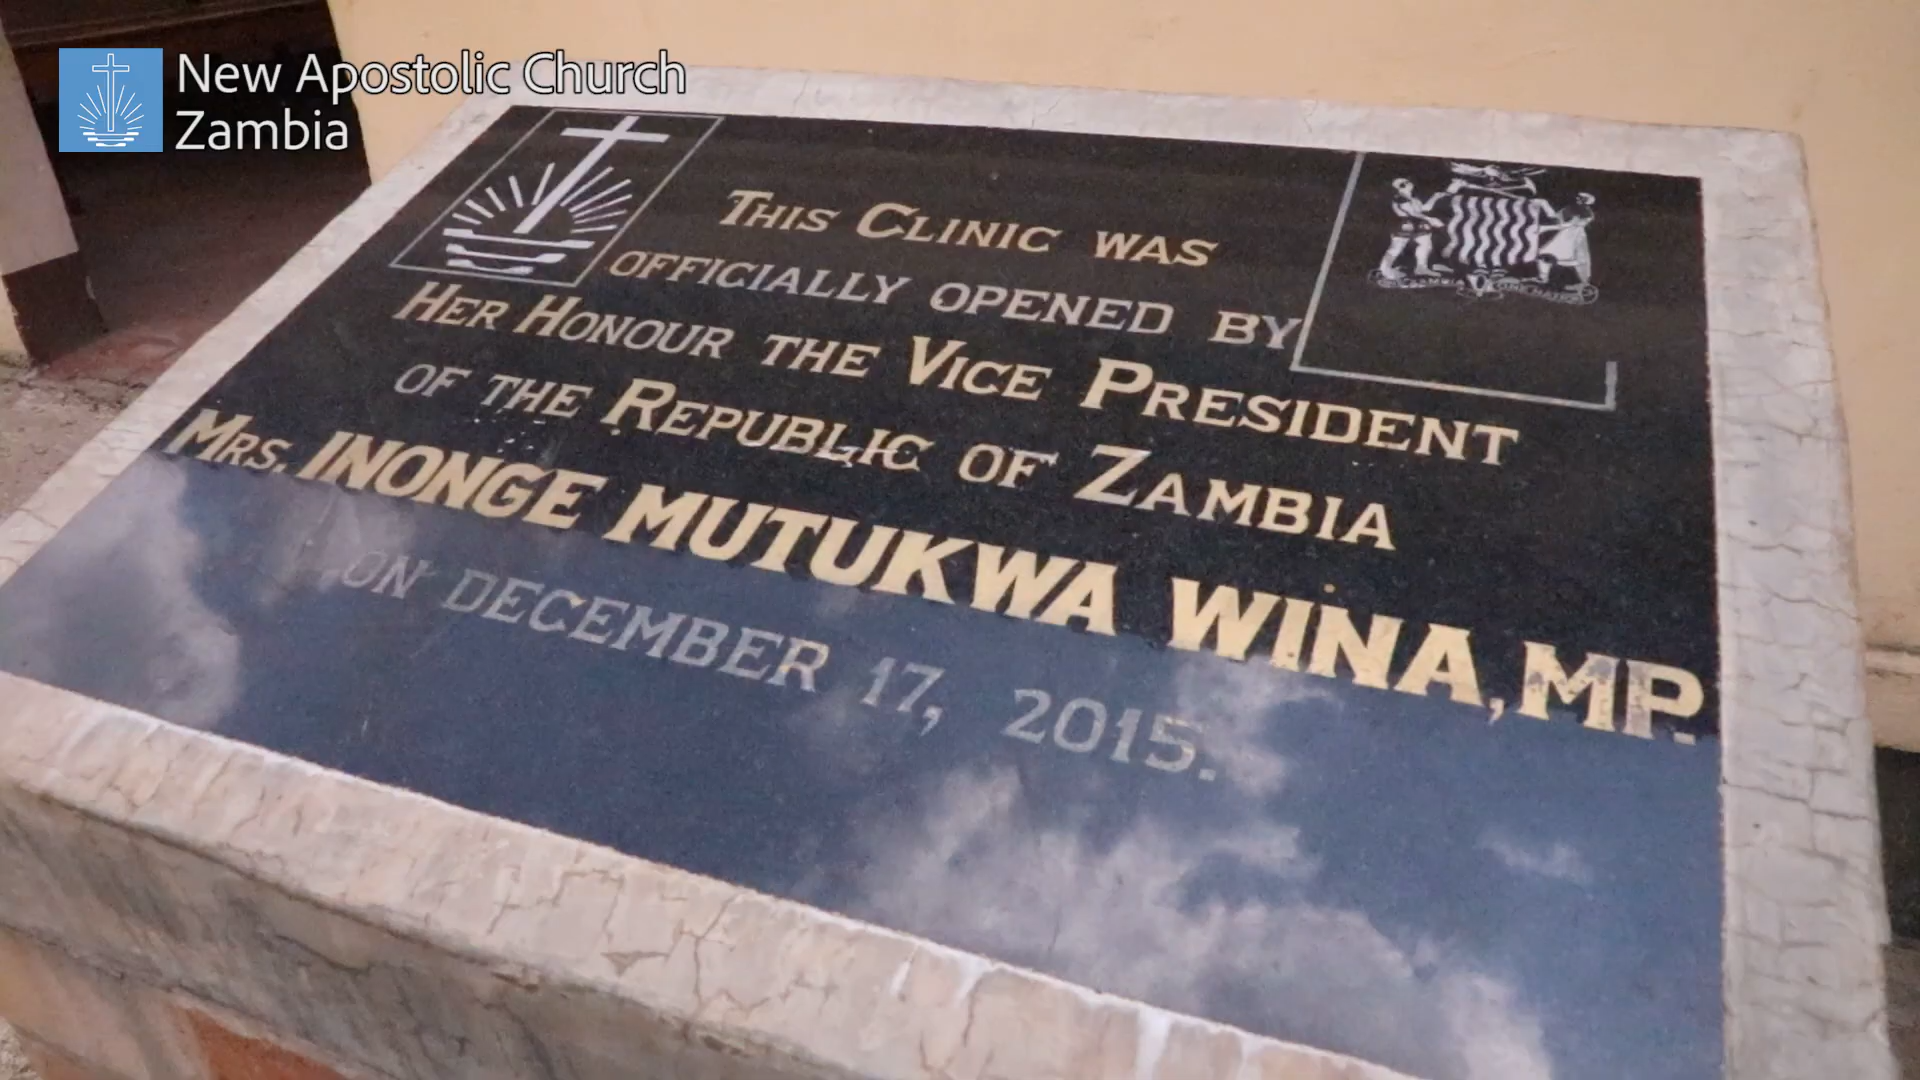 New Apostolic Church
Zambia
THIS CLINIC WAS
OFFICIALLY OPENED BY
HER HONOUR THE VICE PRESIDENT
OF THE REPUBLIC OF ZAMBIA
MRS. INONGE MUTUKWA WINA, MP.
ON DECEMBER 17, 2015.